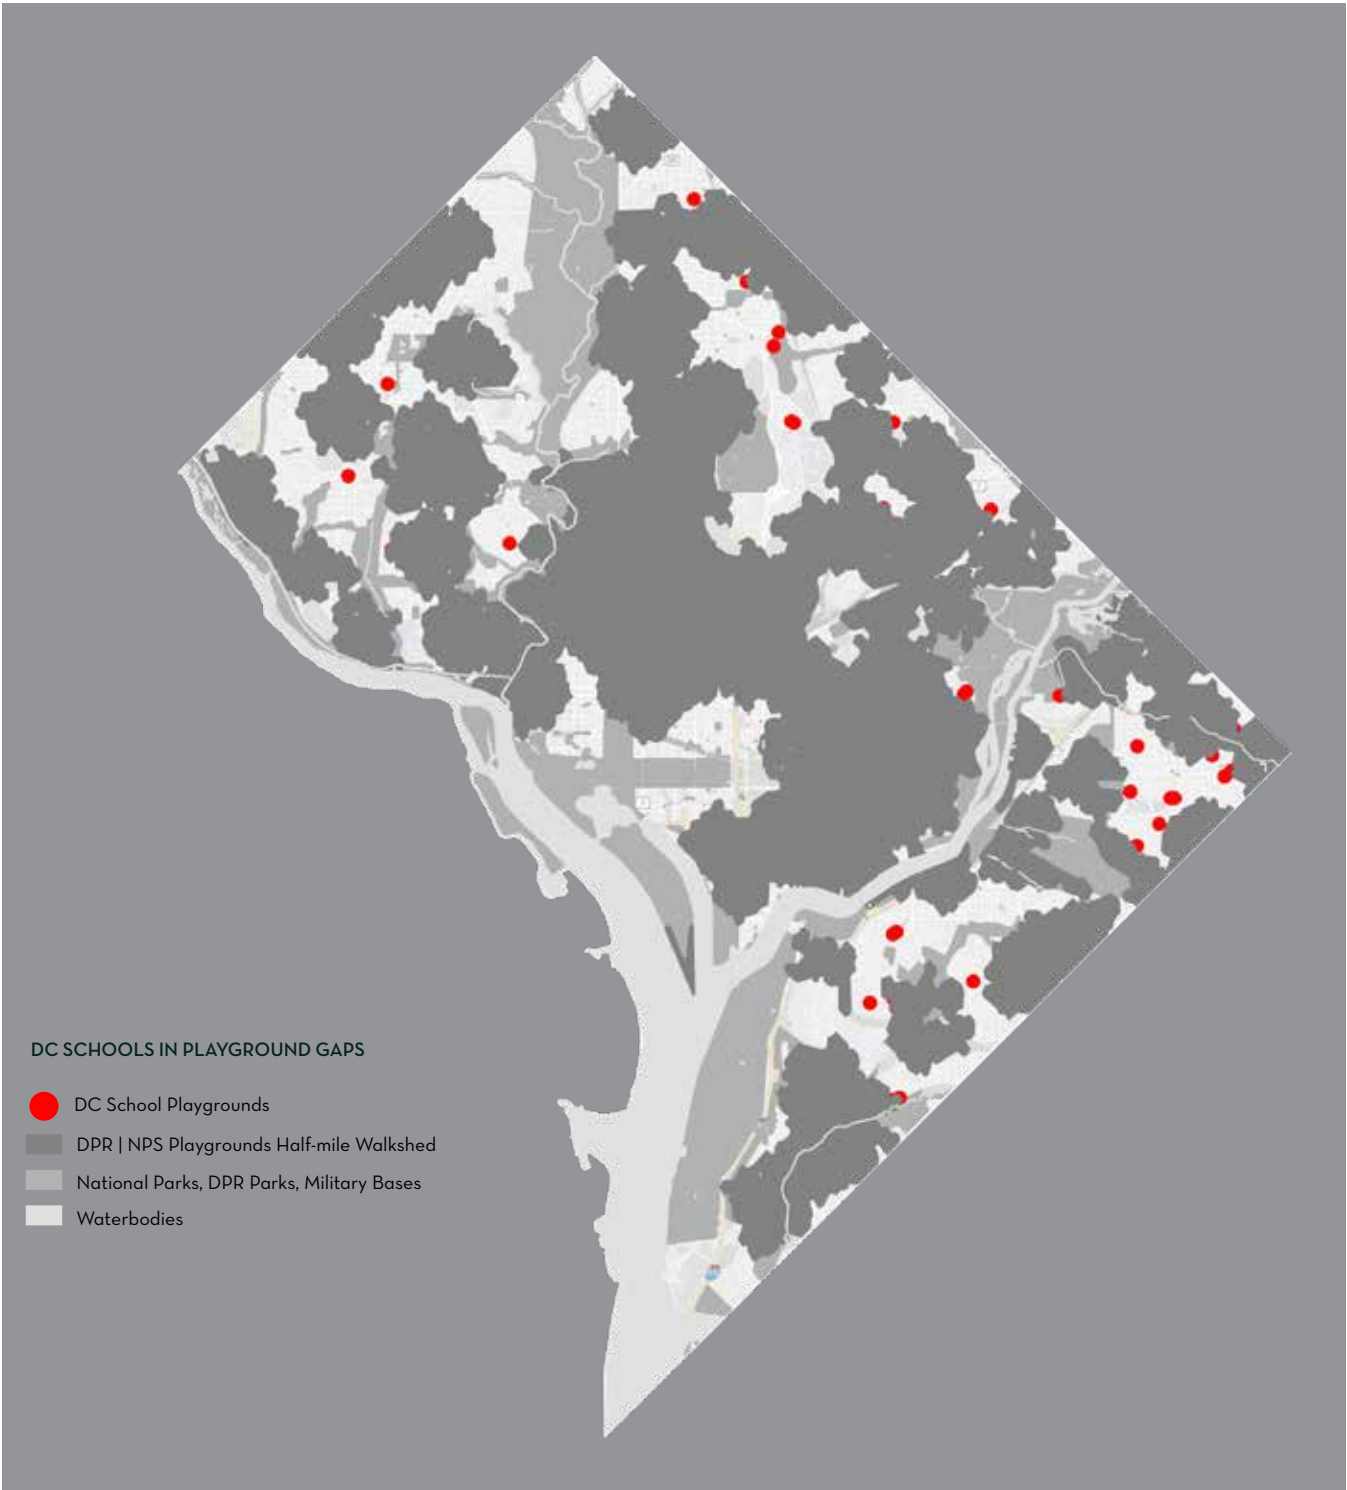 DC SCHOOLS IN PLAYGROUND GAPS
DC School Playgrounds
DPR | NPS Playgrounds Half-mile Walkshed
National Parks, DPR Parks, Military Bases
Waterbodies